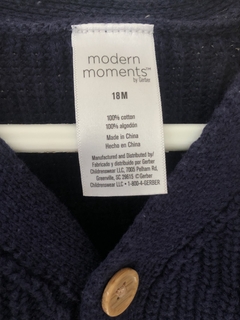 modern
moments™
by Gerber
18M
100% cotton
100% algodón
Made in China
Hecho en China
Manufactured and Distributed by/
Fabricado y Distribuido por Gerber
Childrenswear LLC, 7005 Pelham Rd.
Greenville, SC 29615 ©Gerber
Childrenswear LLC • 1-800-4-GERBER